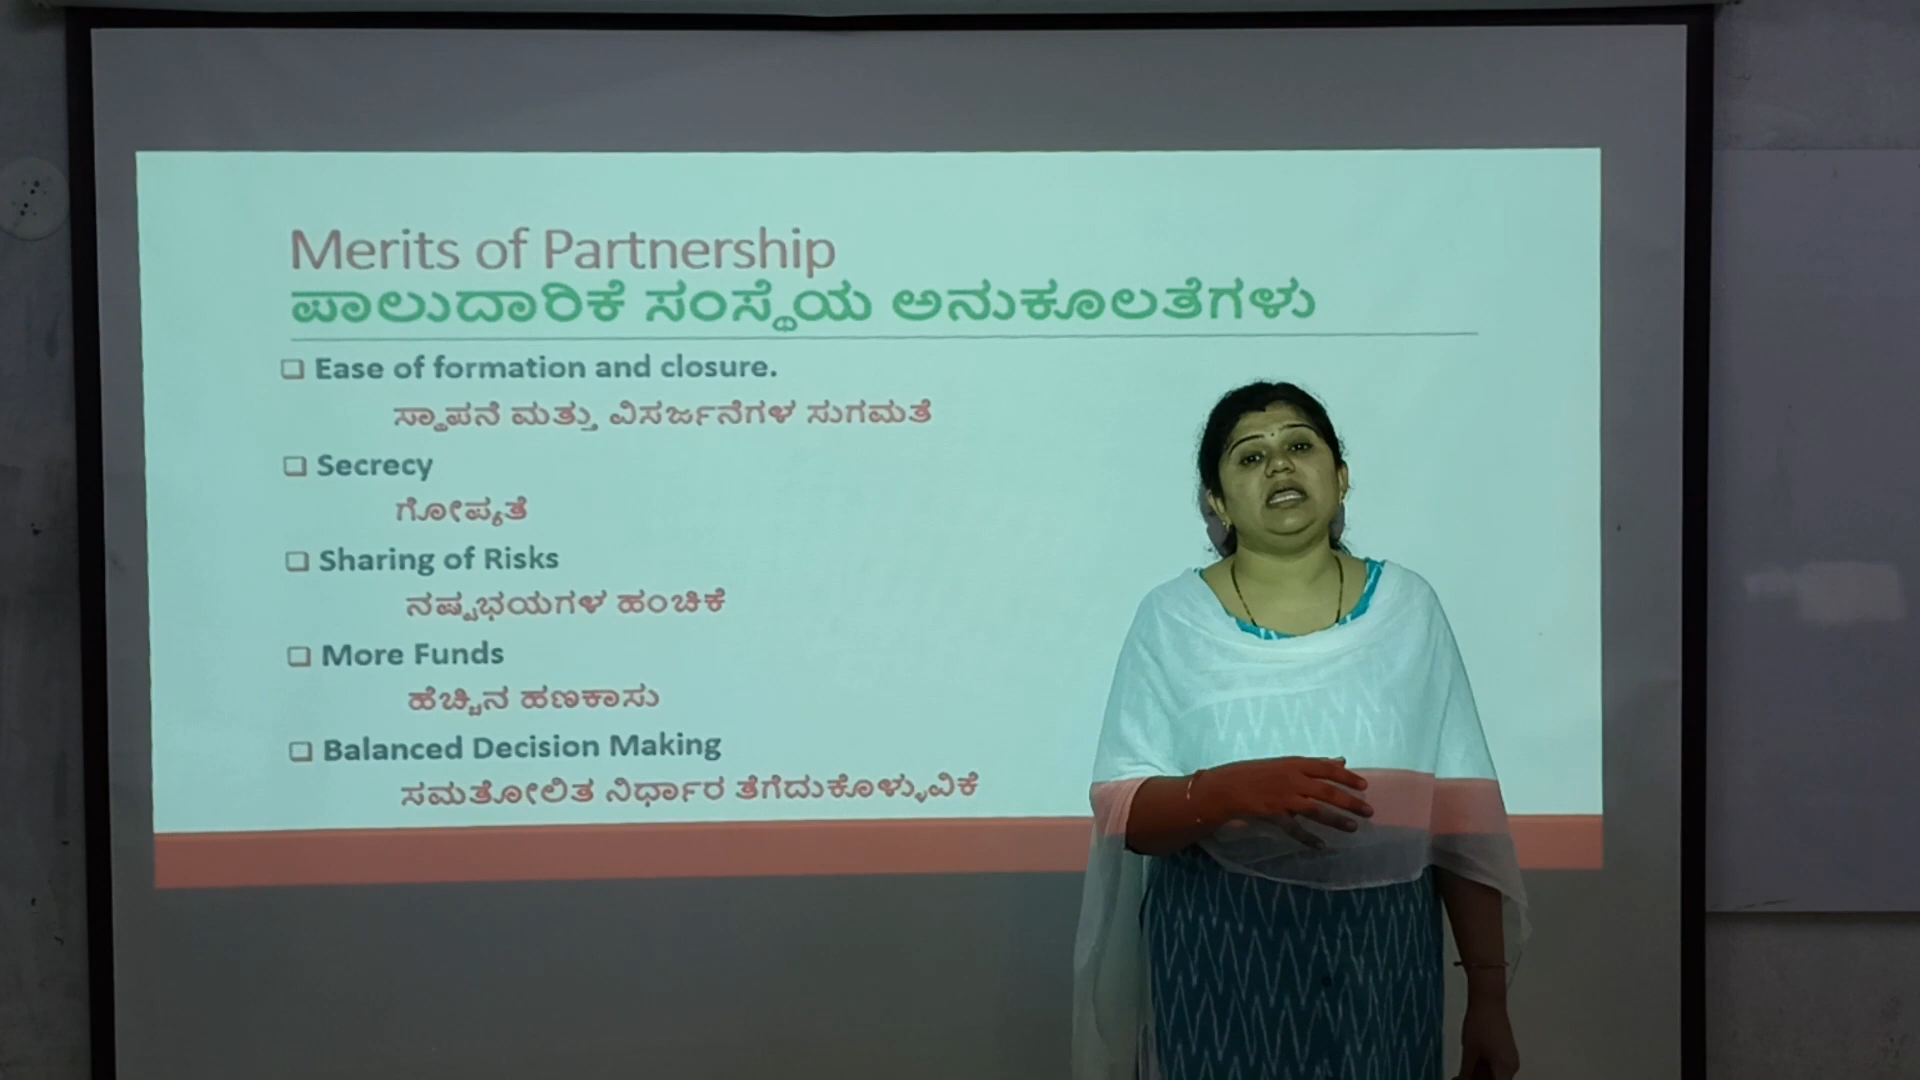 Merits of Partnership
ಪಾಲುದಾರಿಕೆ ಸಂಸ್ಥೆಯ ಅನುಕೂಲತೆಗಳು
Ease of formation and closure.
ಸ್ಥಾಪನೆ ಮತ್ತು ವಿಸರ್ಜನೆಗಳ ಸುಗಮತೆ
Secrecy
ಗೋಪ್ಯತೆ
Sharing of Risks
ನಷ್ಟಭಯಗಳ ಹಂಚಿಕೆ
More Funds
ಹೆಚ್ಚಿನ ಹಣಕಾಸು
Balanced Decision Making
ಸಮತೋಲಿತ ನಿರ್ಧಾರ ತೆಗೆದುಕೊಳ್ಳುವಿಕೆ